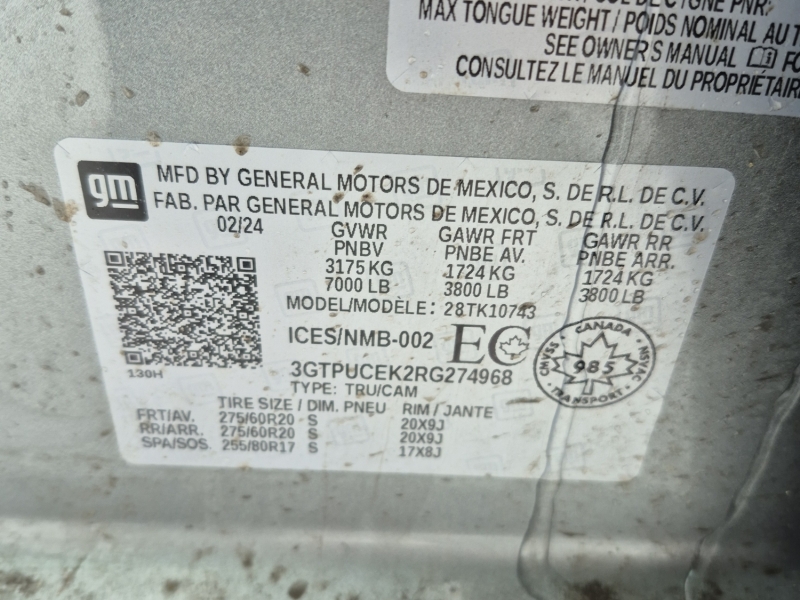 MAX TONGUE WEIGHT / POIDS NOMINAL AU
SEE OWNER'S MANUAL
CONSULTEZ LE MANUEL DU PROPRIÉTAIRE
gm
MFD BY GENERAL MOTORS DE MEXICO, S. DE R.L. DE C.V.
FAB. PAR GENERAL MOTORS DE MEXICO, S. DE R.L. DE C.V.
02/24 GVWR GAWR FRT GAWR RR
PNBV PNBE AV. PNBE ARR.
3175 KG 1724 KG 1724 KG
7000 LB 3800 LB 3800 LB
MODEL/MODÈLE: 28TK10743
ICES/NMB-002 EC
CANADA
SSVNO 985 NSVAC
TRANSPORT
130H
3GTPUCEK2RG274968
TYPE: TRU/CAM
TIRE SIZE / DIM. PNEU RIM / JANTE
FRT/AV. 275/60R20 S 20X9J
RR/ARR. 275/60R20 S 20X9J
SPA/SOS. 255/80R17 S 17X8J